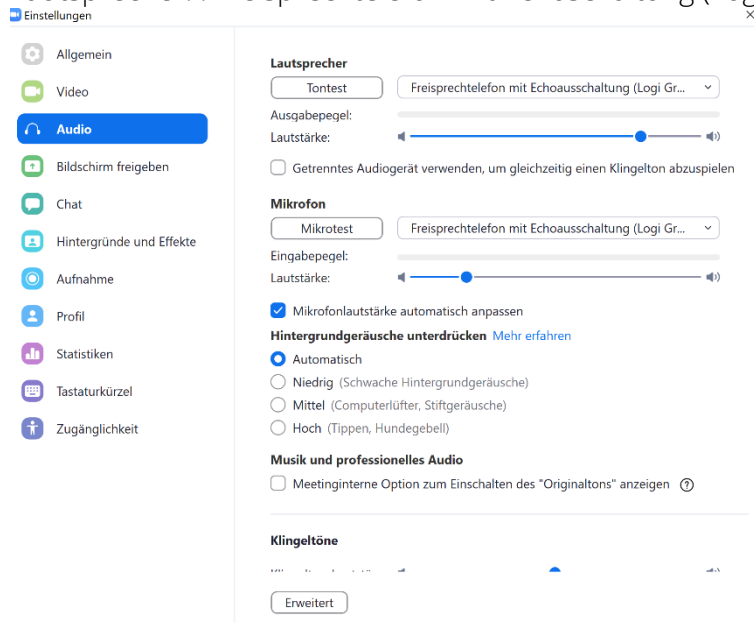 Einstellungen
Allgemein
Video
Audio
Bildschirm freigeben
Chat
Hintergründe und Effekte
Aufnahme
Profil
Statistiken
Tastaturkürzel
Zugänglichkeit
Lautsprecher
Tontest Freisprechtelefon mit Echoausschaltung (Logi Gr...
Ausgabepegel:
Lautstärke:
Getrenntes Audiogerät verwenden, um gleichzeitig einen Klingelton abzuspielen
Mikrofon
Mikrotest Freisprechtelefon mit Echoausschaltung (Logi Gr...
Eingabepegel:
Lautstärke:
Mikrofonlautstärke automatisch anpassen
Hintergrundgeräusche unterdrücken Mehr erfahren
Automatisch
Niedrig (Schwache Hintergrundgeräusche)
Mittel (Computerlüfter, Stiftgeräusche)
Hoch (Tippen, Hundegebell)
Musik und professionelles Audio
Meetinginterne Option zum Einschalten des "Originaltons" anzeigen
Klingeltöne
Erweitert